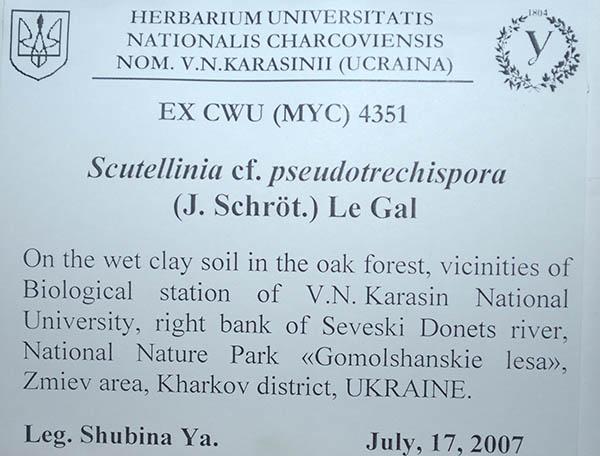 HERBARIUM UNIVERSITATIS
NATIONALIS CHARCOVIENSIS
NOM. V.N.KARASINII (UCRAINA)
1804
У
EX CWU (MYC) 4351
Scutellinia cf. pseudotrechispora
(J. Schröt.) Le Gal
On the wet clay soil in the oak forest, vicinities of
Biological station of V.N. Karasin National
University, right bank of Seveski Donets river,
National Nature Park «Gomolshanskie lesa»,
Zmiev area, Kharkov district, UKRAINE.
Leg. Shubina Ya. July, 17, 2007